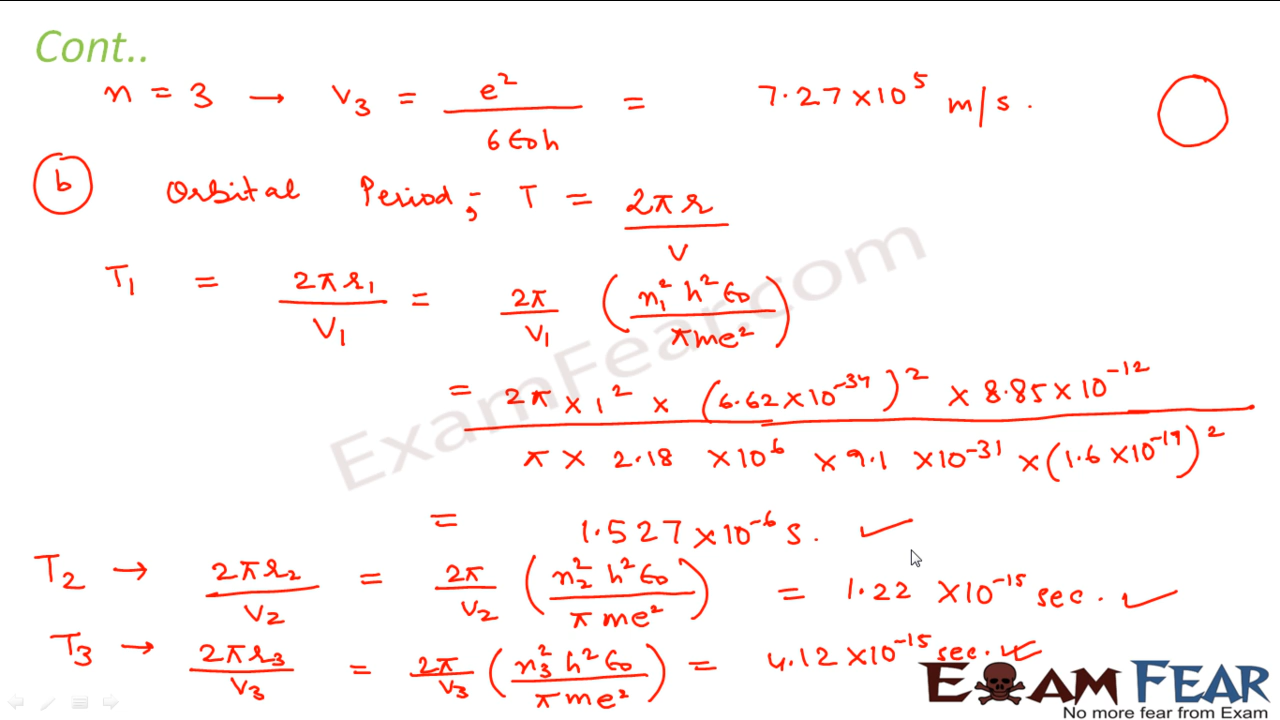 Cont..
n = 3 → v₃ = e² / 6 ϵ₀h = 7.27×10⁵ m/s.
b Orbital Period; T = 2πr / v
T₁ = 2πr₁ / V₁ = 2π / V₁ (n₁² h² ϵ₀ / πme²)
= 2π × 1² × (6.62×10⁻³⁴)² × 8.85×10⁻¹² / π × 2.18 ×10⁶ ×9.1 ×10⁻³¹ ×(1.6×10⁻¹⁹)²
= 1.527×10⁻⁶ s.
T₂ → 2πr₂ / V₂ = 2π / V₂ (n₂² h² ϵ₀ / πme²) = 1.22 ×10⁻¹⁵ sec.
T₃ → 2πr₃ / V₃ = 2π / V₃ (n₃² h² ϵ₀ / πme²) = 4.12×10⁻¹⁵ sec.
ExamFear.com
EXAM FEAR
No more fear from Exam